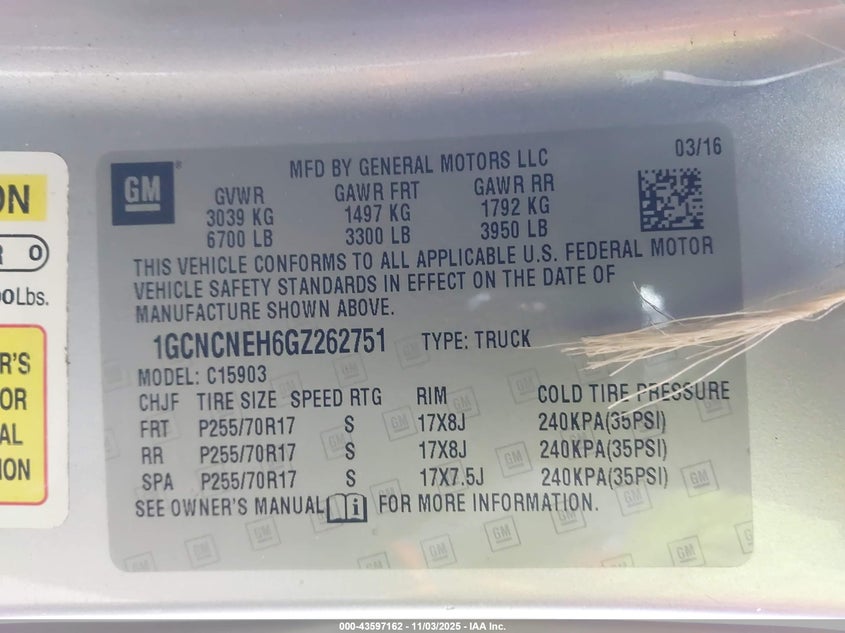 ON
R O
00Lbs.
R'S
OR
AL
ION
GM
®
MFD BY GENERAL MOTORS LLC
03/16
GVWR GAWR FRT GAWR RR
3039 KG 1497 KG 1792 KG
6700 LB 3300 LB 3950 LB
THIS VEHICLE CONFORMS TO ALL APPLICABLE U.S. FEDERAL MOTOR
VEHICLE SAFETY STANDARDS IN EFFECT ON THE DATE OF
MANUFACTURE SHOWN ABOVE.
1GCNCNEH6GZ262751 TYPE: TRUCK
MODEL: C15903
CHJF TIRE SIZE SPEED RTG RIM COLD TIRE PRESSURE
FRT P255/70R17 S 17X8J 240KPA(35PSI)
RR P255/70R17 S 17X8J 240KPA(35PSI)
SPA P255/70R17 S 17X7.5J 240KPA(35PSI)
SEE OWNER'S MANUAL i FOR MORE INFORMATION.
000-43597162 - 11/03/2025 - IAA Inc.